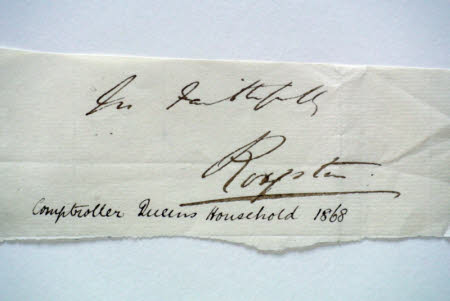 Yrs Faithfully
Royston
Comptroller Queens Household 1868